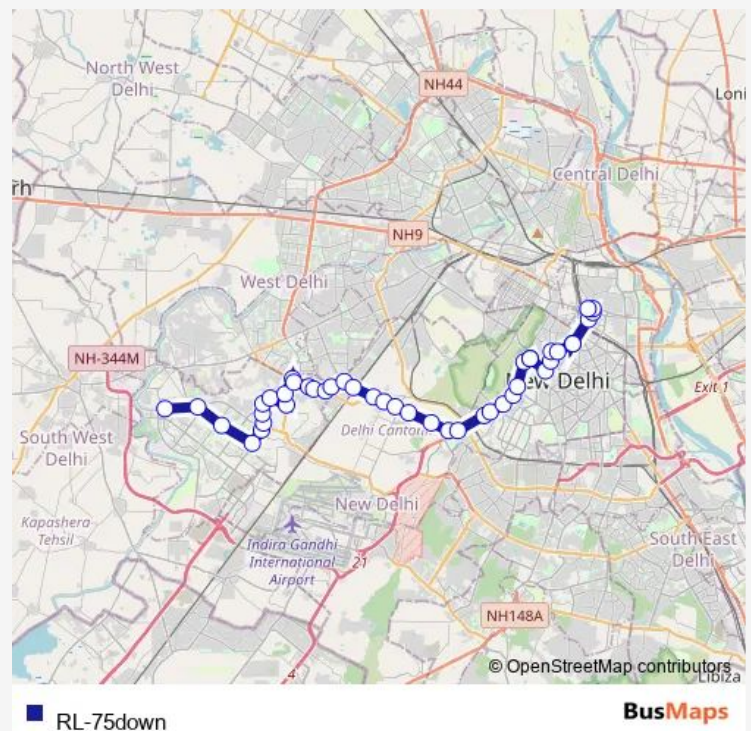 North West
Delhi
NH44
Loni
Central Delhi
rh
NH9
West Delhi
NH-344M
New Delhi
Exit 1
South West
Delhi
Delhi Canton
New Delhi
Kapashera
Tehsil
Indira Gandhi
International
Airport
21
South East
Delhi
NH148A
4
© OpenStreetMap contributors
Libiza
RL-75down
BusMaps